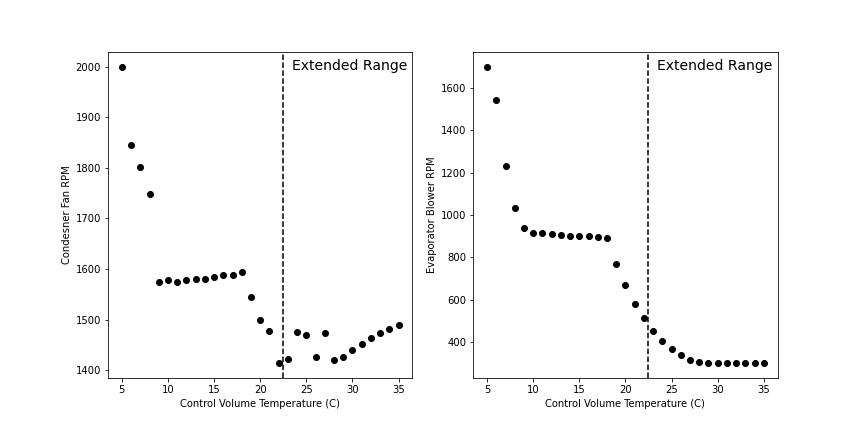 Extended Range
Condesner Fan RPM
2000
1900
1800
1700
1600
1500
1400
5 10 15 20 25 30 35
Control Volume Temperature (C)
Extended Range
Evaporator Blower RPM
1600
1400
1200
1000
800
600
400
5 10 15 20 25 30 35
Control Volume Temperature (C)